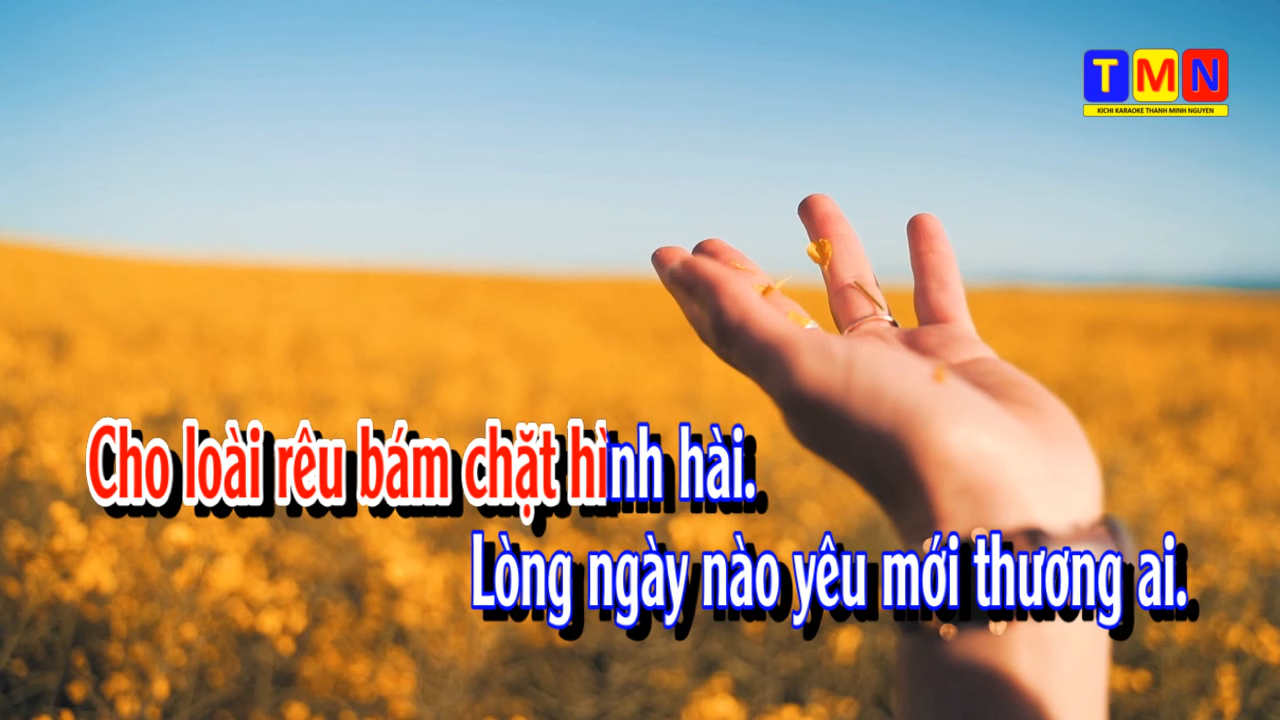 TMN
KICHI KARAOKE THANH MINH NGUYEN
Cho loài rêu bám chặt hình hài.
Lòng ngày nào yêu mới thương ai.